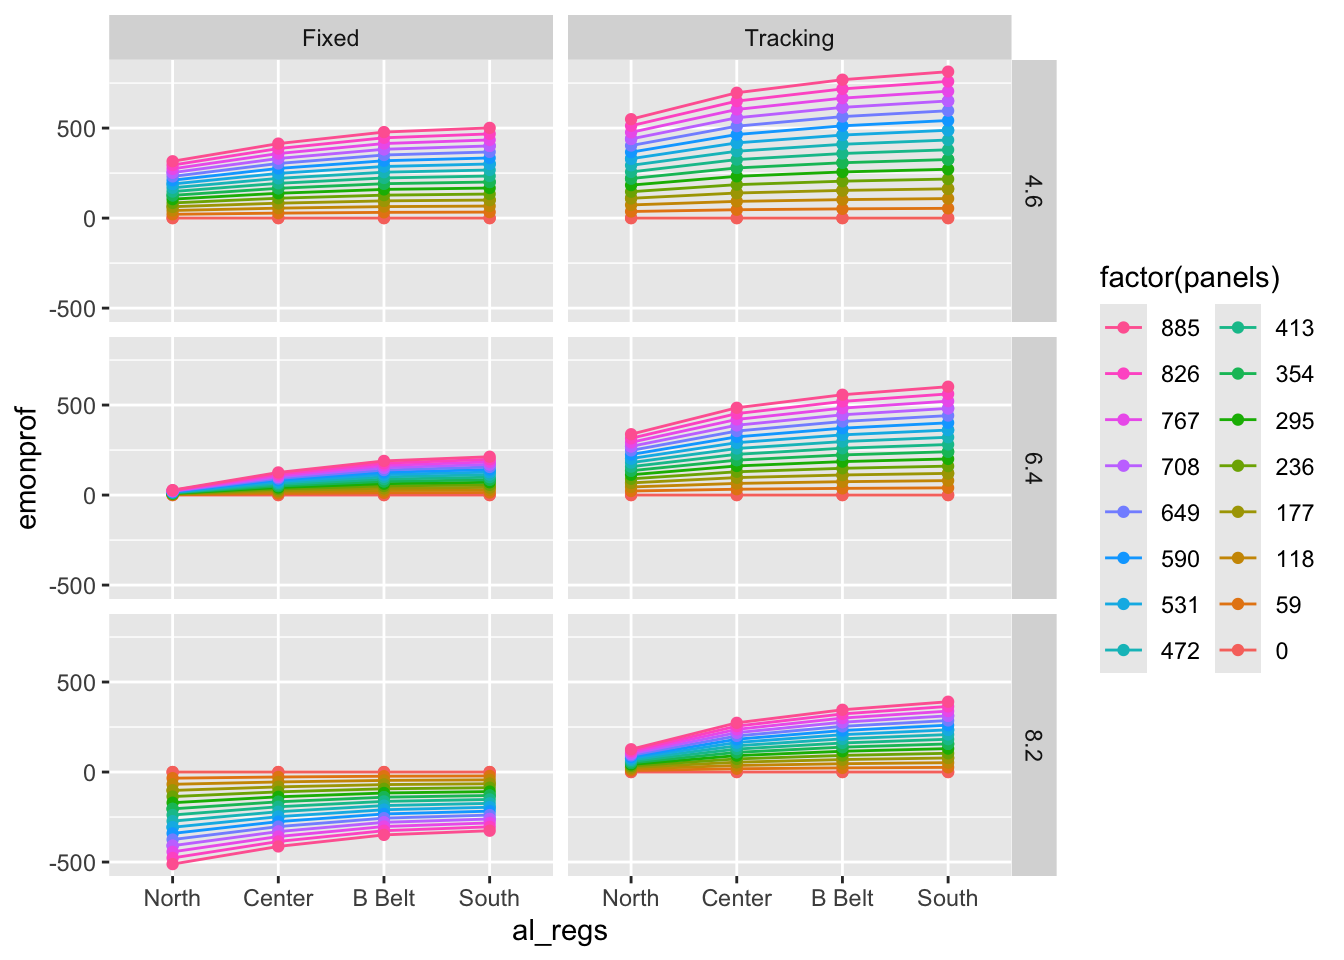 Fixed
Tracking
500
0
-500
4.6
500
0
-500
6.4
500
0
-500
8.2
North Center B Belt South
North Center B Belt South
al_regs
emonprof
factor(panels)
885 413
826 354
767 295
708 236
649 177
590 118
531 59
472 0